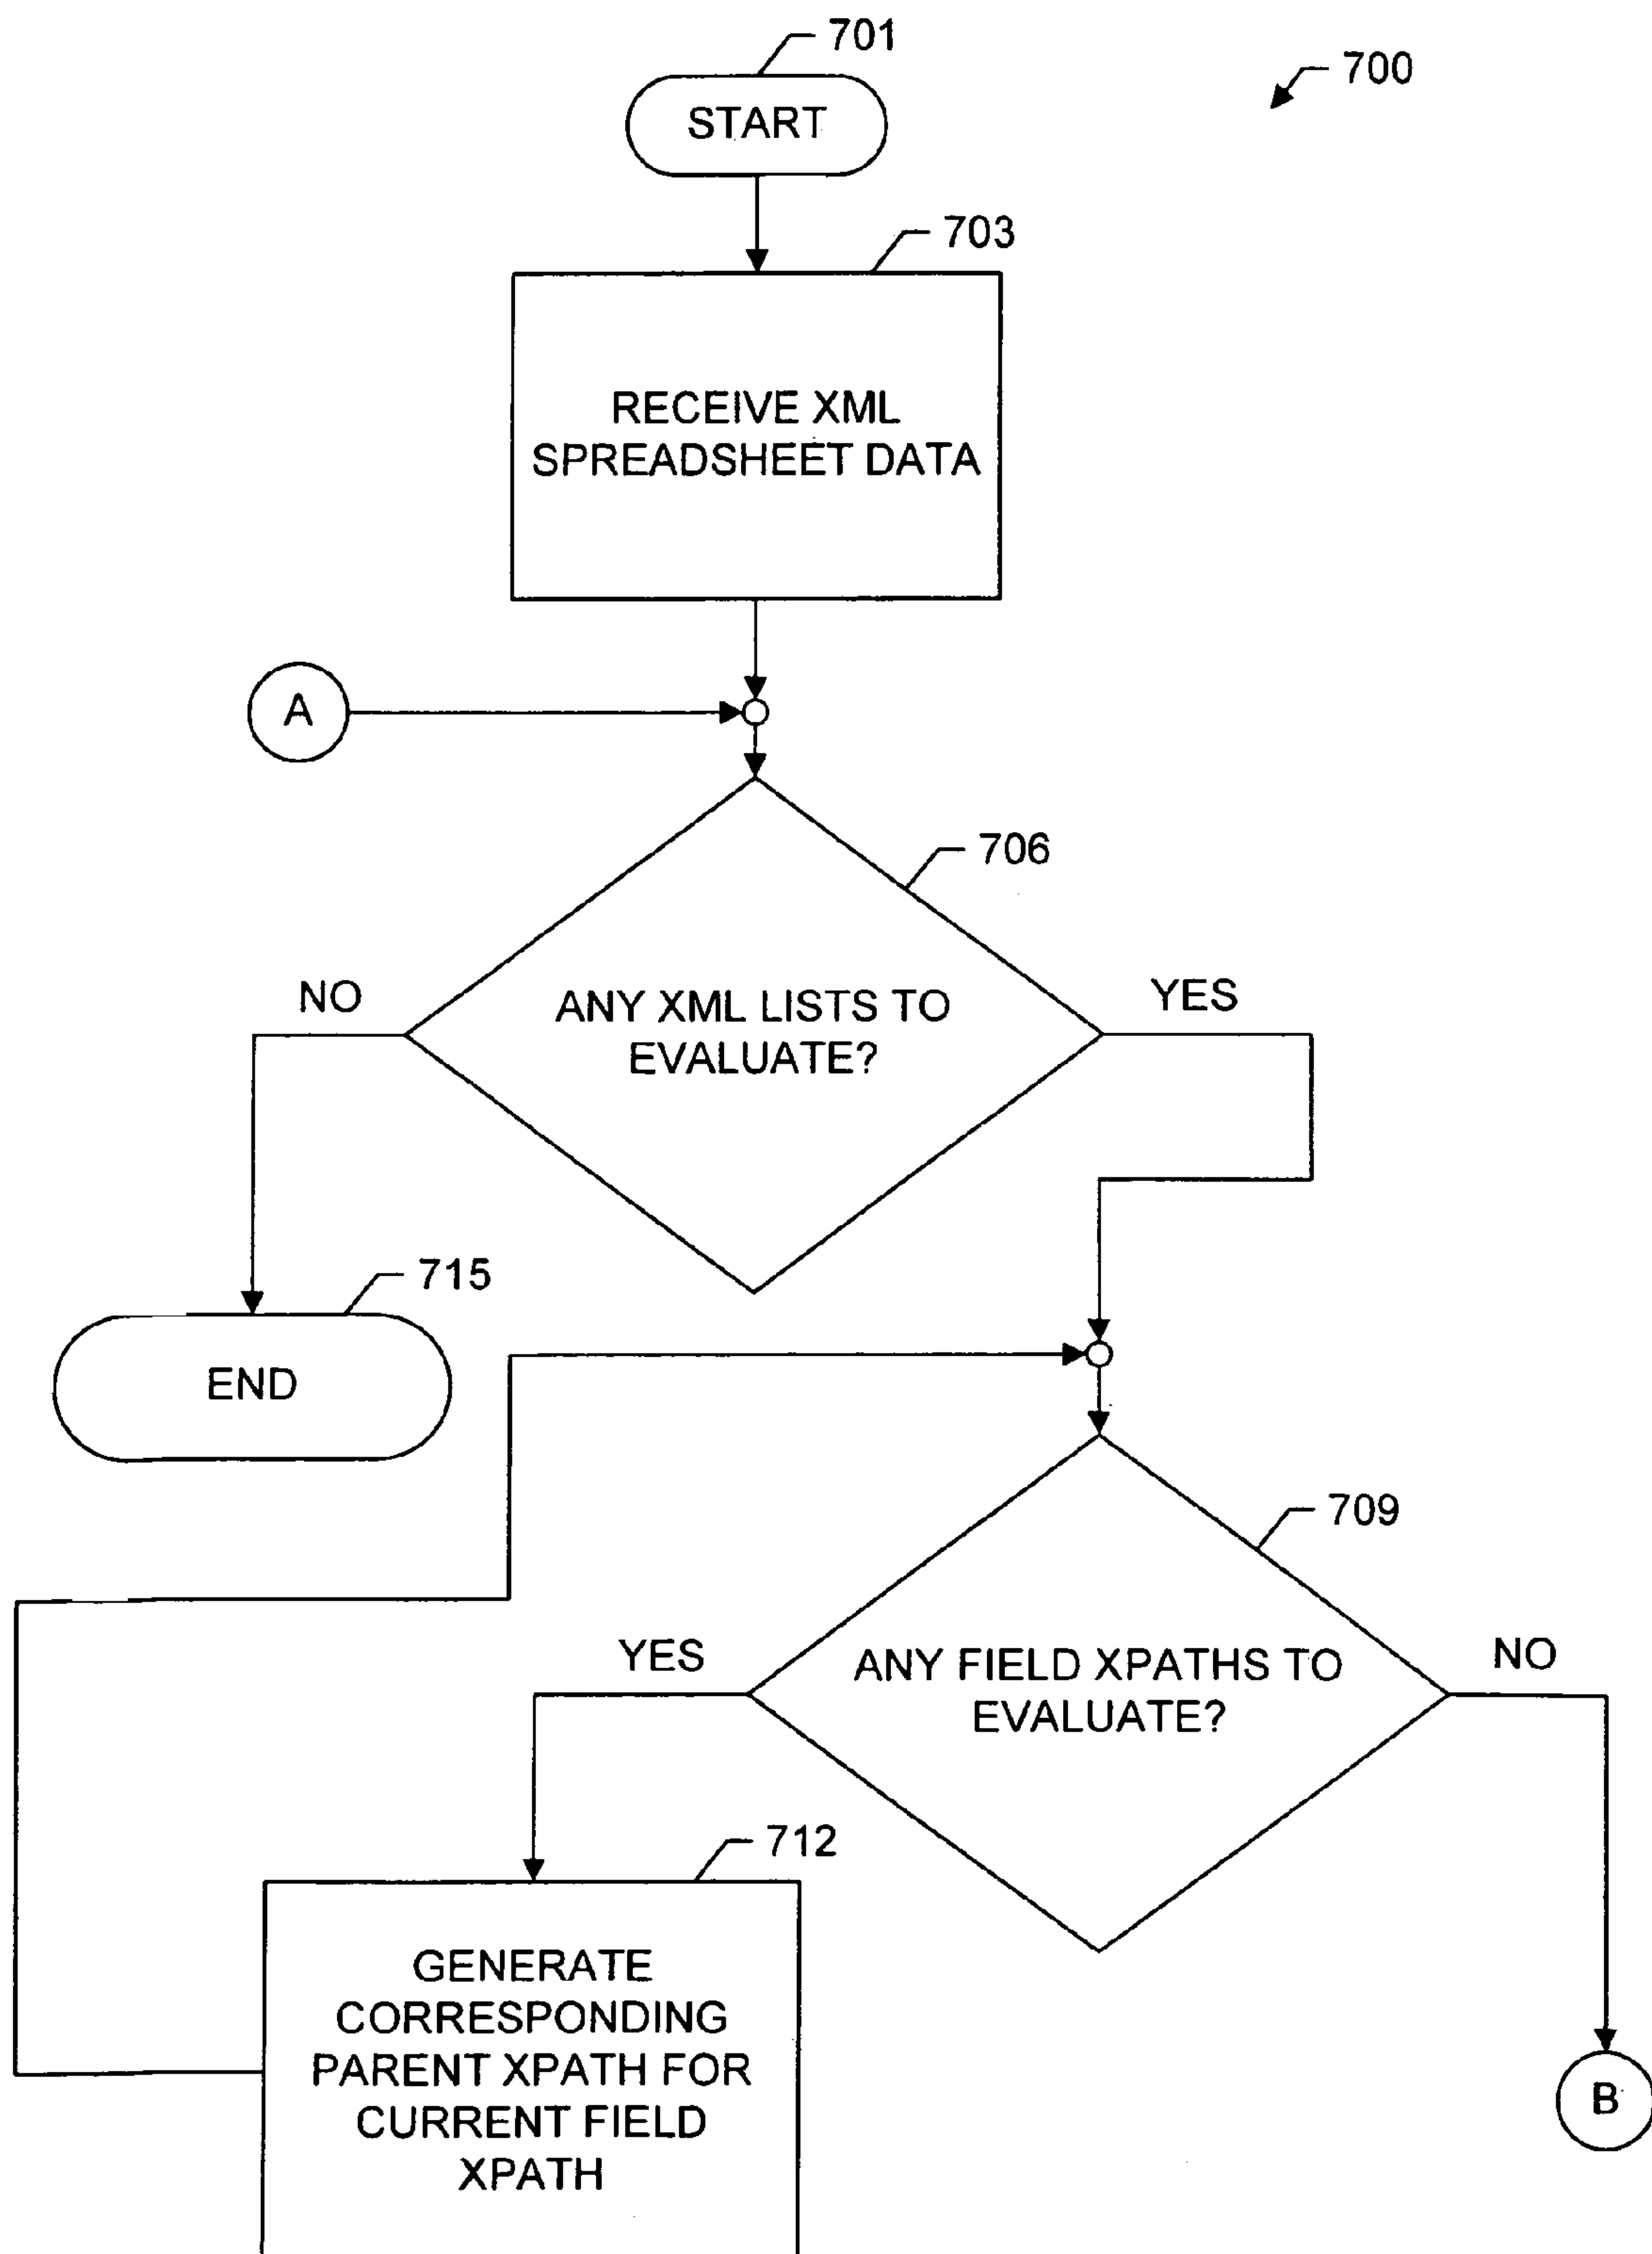 701
700
START
703
RECEIVE XML
SPREADSHEET DATA
A
706
NO
ANY XML LISTS TO
EVALUATE?
YES
715
END
709
YES
ANY FIELD XPATHS TO
EVALUATE?
NO
712
GENERATE
CORRESPONDING
PARENT XPATH FOR
CURRENT FIELD
XPATH
B